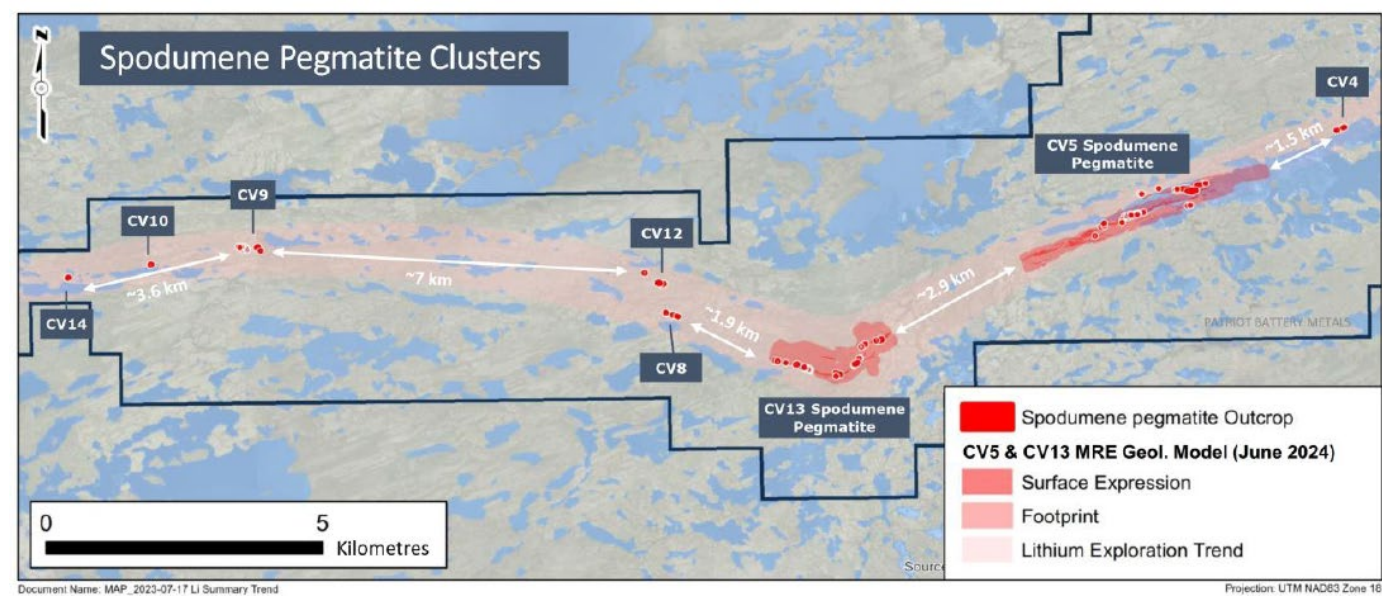 N
Spodumene Pegmatite Clusters
CV4
~1.5 km
CV5 Spodumene
Pegmatite
CV9
CV10
CV12
~7 km
~3.6 km
~2.9 km
CV14
~1.9 km
PATRIOT BATTERY METALS
CV8
CV13 Spodumene
Pegmatite
Spodumene pegmatite Outcrop
CV5 & CV13 MRE Geol. Model (June 2024)
Surface Expression
Footprint
Lithium Exploration Trend
0 5
Kilometres
Source
Document Name: MAP_2023-07-17 Li Summary Trend
Projection: UTM NAD83 Zone 18